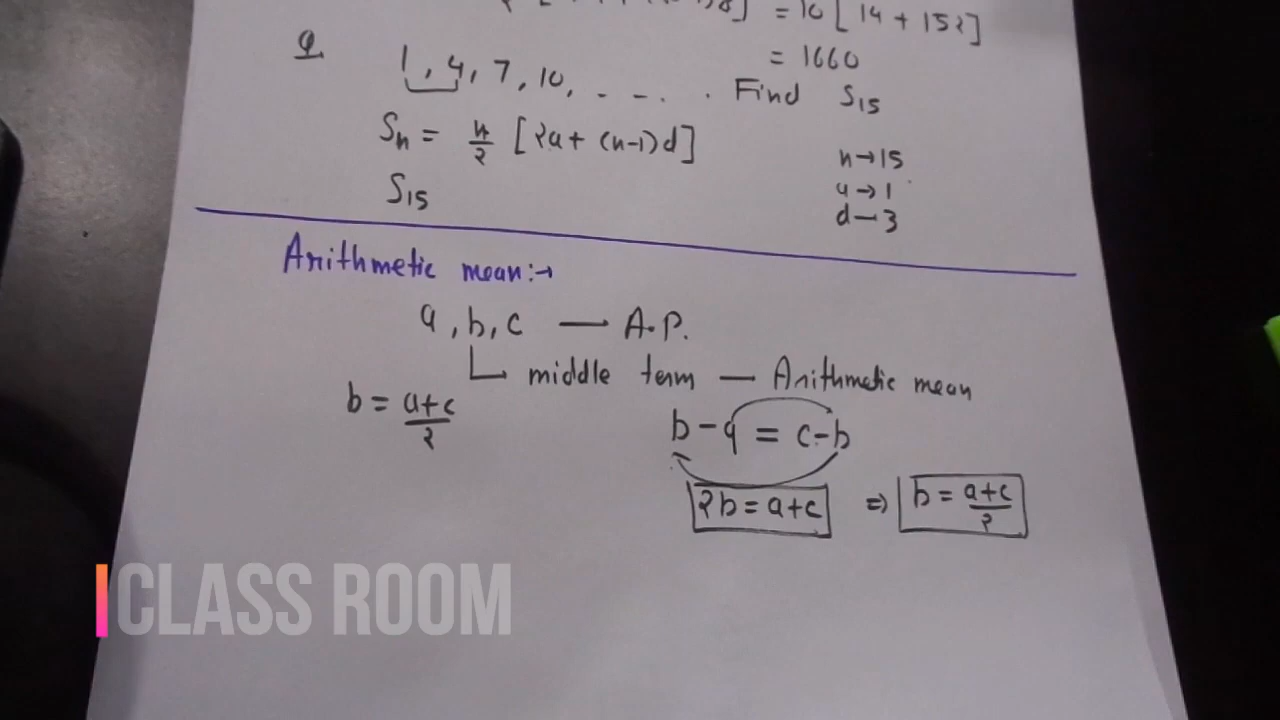 = 10 [ 14 + 152 ]
= 1660
Q 1, 4, 7, 10, - - . . Find S15
Sn = n/2 [2a + (n-1)d]
n→15
S15
a→1
d—3
Arithmetic mean:→
a, b, c — A.P.
middle term — Arithmetic mean
b = a+c/2
b - a = c - b
2b = a+c ⇒ b = a+c/2
CLASS ROOM